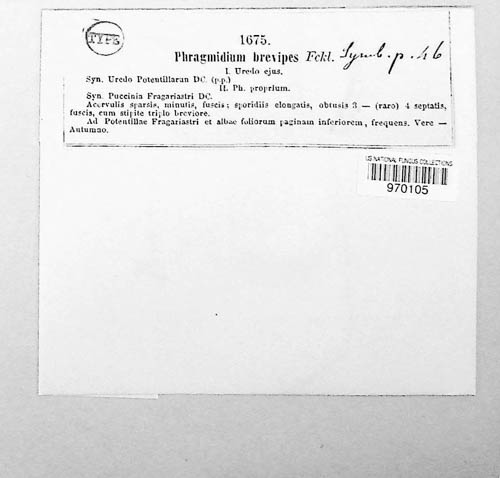 TYPE
1675.
Phragmidium brevipes Fckl. Symb. p. 46
I. Uredo ejus.
Syn. Uredo Potentillarum DC. (p.p.)
II. Ph. proprium.
Syn. Puccinia Fragariastri DC.
Acervulis sparsis, minutis, fuscis; sporidiis elongatis, obtusis 3 — (raro) 4 septatis,
fuscis, cum stipite triplo breviore.
Ad Potentillae Fragariastri et albae foliorum paginam inferiorem, frequens. Vere —
Autumno.
US NATIONAL FUNGUS COLLECTIONS
970105